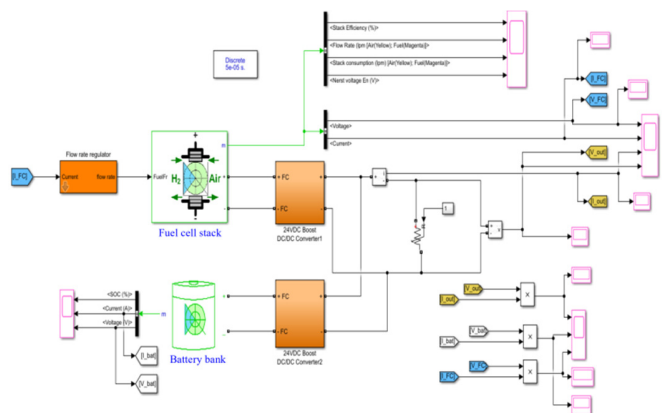 <Stack Efficiency (%)>
<Flow Rate (lpm [Air(Yellow); Fuel(Magenta)]>
<Stack consumption (lpm) [Air(Yellow); Fuel(Magenta)]>
<Nerst voltage En (V)>
Discrete
5e-05 s.
[I_FC]
[V_FC]
<Voltage>
<Current>
[V_out]
[I_out]
Flow rate regulator
[I_FC]
Current
flow rate
FuelFr
H2
Air
m
+
-
Fuel cell stack
+ FC
- FC
+
-
24VDC Boost
DC/DC Converter1
1
<SOC (%)>
<Current (A)>
<Voltage (V)>
m
[I_bat]
[V_bat]
+
-
Battery bank
+ FC
- FC
+
-
24VDC Boost
DC/DC Converter2
[V_out]
[I_out]
X
[V_bat]
[I_bat]
X
[V_FC]
[I_FC]
X